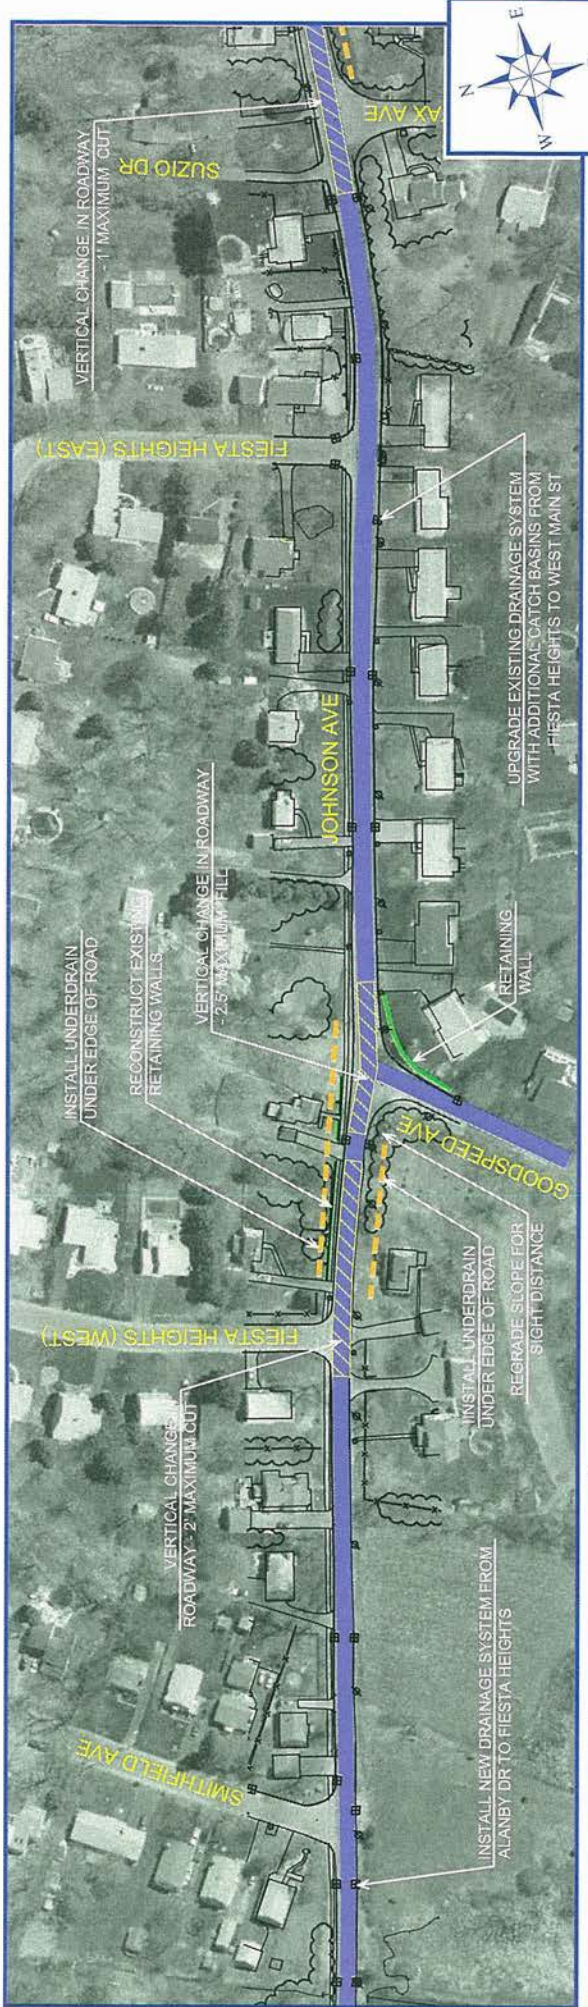 VERTICAL CHANGE IN ROADWAY
- 1' MAXIMUM CUT
SUZIO DR
AX AVE
N
E
W
FIESTA HEIGHTS (EAST)
UPGRADE EXISTING DRAINAGE SYSTEM
WITH ADDITIONAL CATCH BASINS FROM
FIESTA HEIGHTS TO WEST MAIN ST
JOHNSON AVE
VERTICAL CHANGE IN ROADWAY
- 2.5' MAXIMUM FILL
RECONSTRUCT EXISTING
RETAINING WALLS
INSTALL UNDERDRAIN
UNDER EDGE OF ROAD
RETAINING
WALL
GOODSPEED AVE
REGRADE SLOPE FOR
SIGHT DISTANCE
INSTALL UNDERDRAIN
UNDER EDGE OF ROAD
FIESTA HEIGHTS (WEST)
VERTICAL CHANGE IN
ROADWAY - 2' MAXIMUM CUT
SMITHFIELD AVE
INSTALL NEW DRAINAGE SYSTEM FROM
ALANBY DR TO FIESTA HEIGHTS